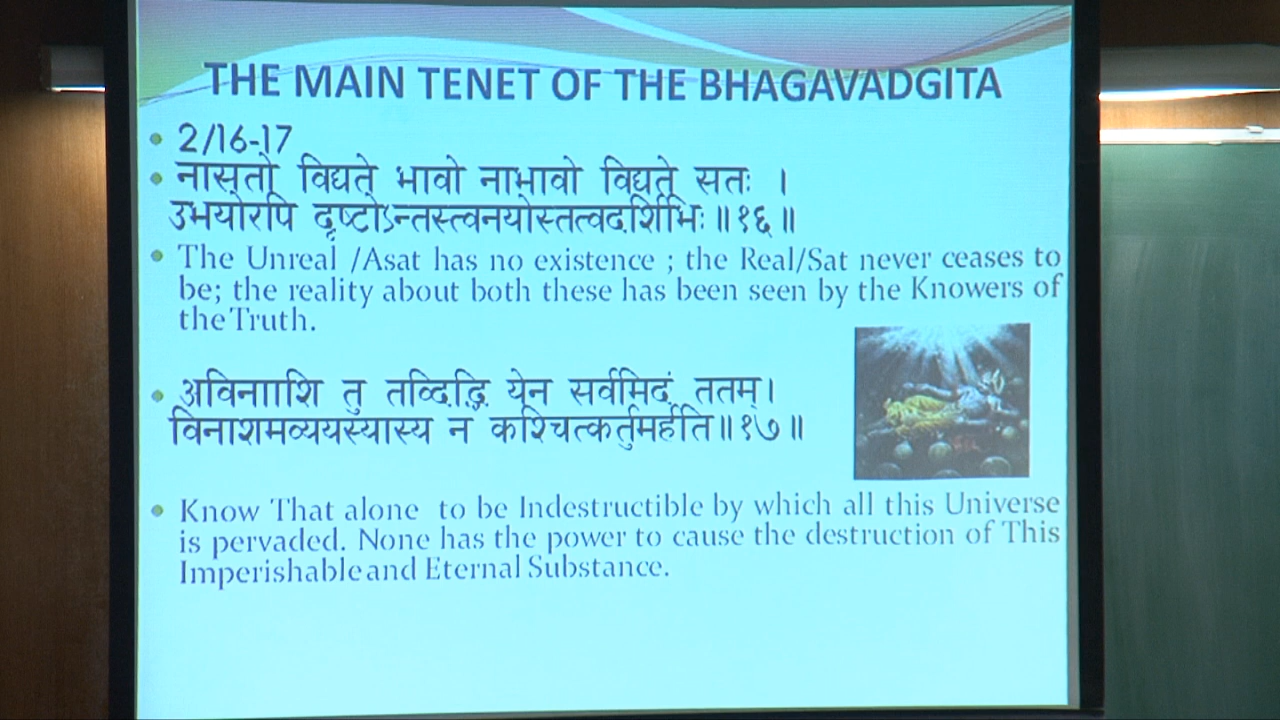 THE MAIN TENET OF THE BHAGAVADGITA
• 2/16-17
• नासतो विद्यते भावो नाभावो विद्यते सतः ।
उभयोरपि दृष्टोऽन्तस्त्वनयोस्तत्वदर्शिभिः॥१६॥
• The Unreal /Asat has no existence ; the Real/Sat never ceases to
be; the reality about both these has been seen by the Knowers of
the Truth.
• अविनााशि तु तव्दिद्धि येन सर्वमिदं ततम्।
विनाशमव्ययस्यास्य न कश्चित्कर्तुमर्हति॥१७॥
• Know That alone to be Indestructible by which all this Universe
is pervaded. None has the power to cause the destruction of This
Imperishable and Eternal Substance.